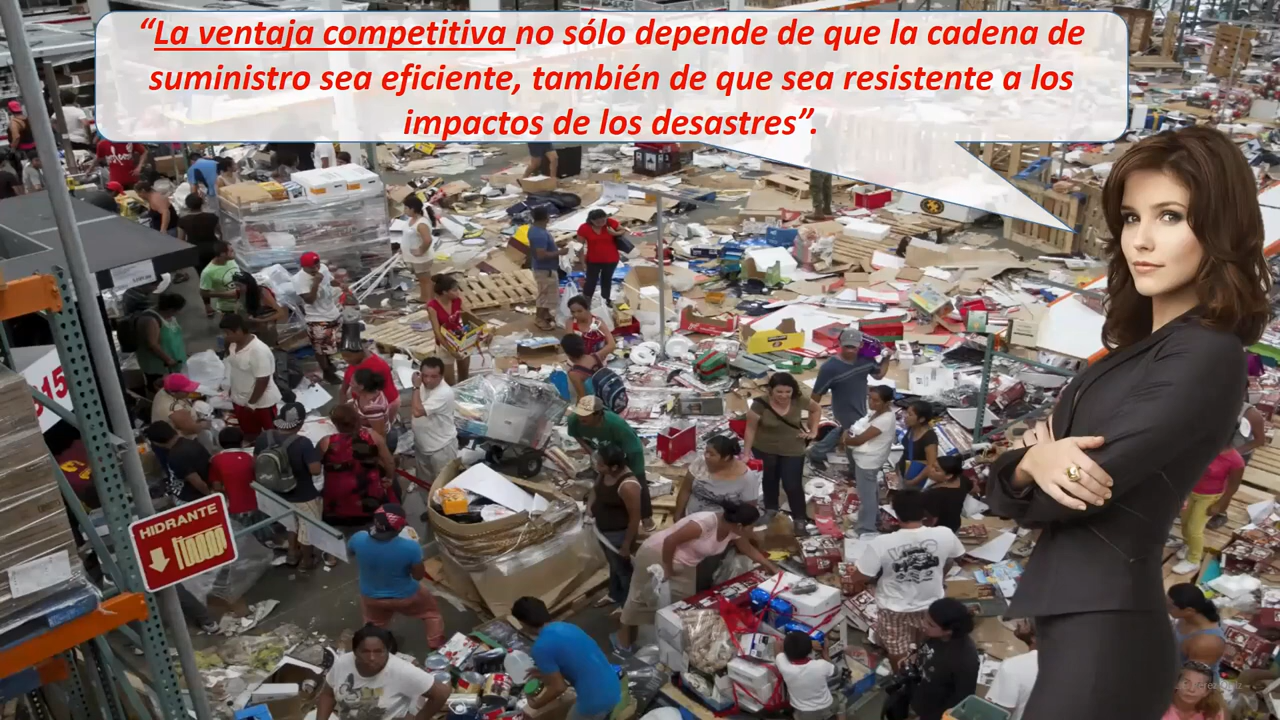 “La ventaja competitiva no sólo depende de que la cadena de
suministro sea eficiente, también de que sea resistente a los
impactos de los desastres”.
HIDRANTE